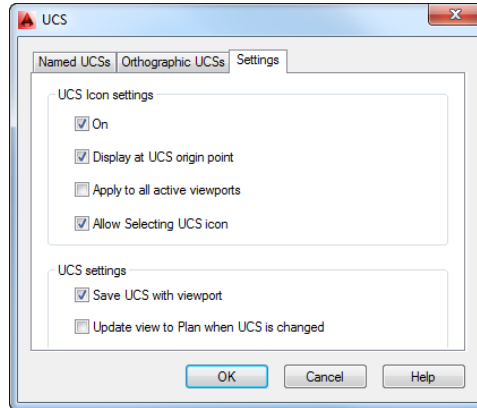 UCS
Named UCSs Orthographic UCSs Settings
UCS Icon settings
On
Display at UCS origin point
Apply to all active viewports
Allow Selecting UCS icon
UCS settings
Save UCS with viewport
Update view to Plan when UCS is changed
OK Cancel Help